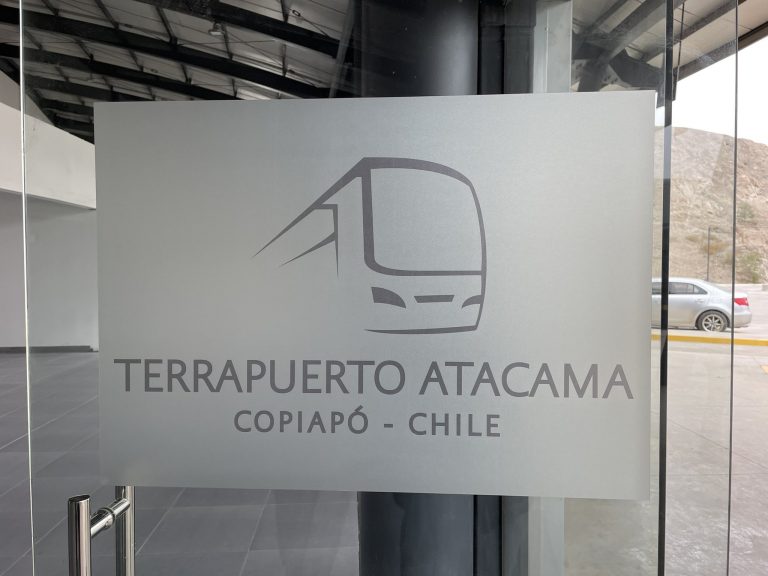 TERRAPUERTO ATACAMA
COPIAPÓ - CHILE